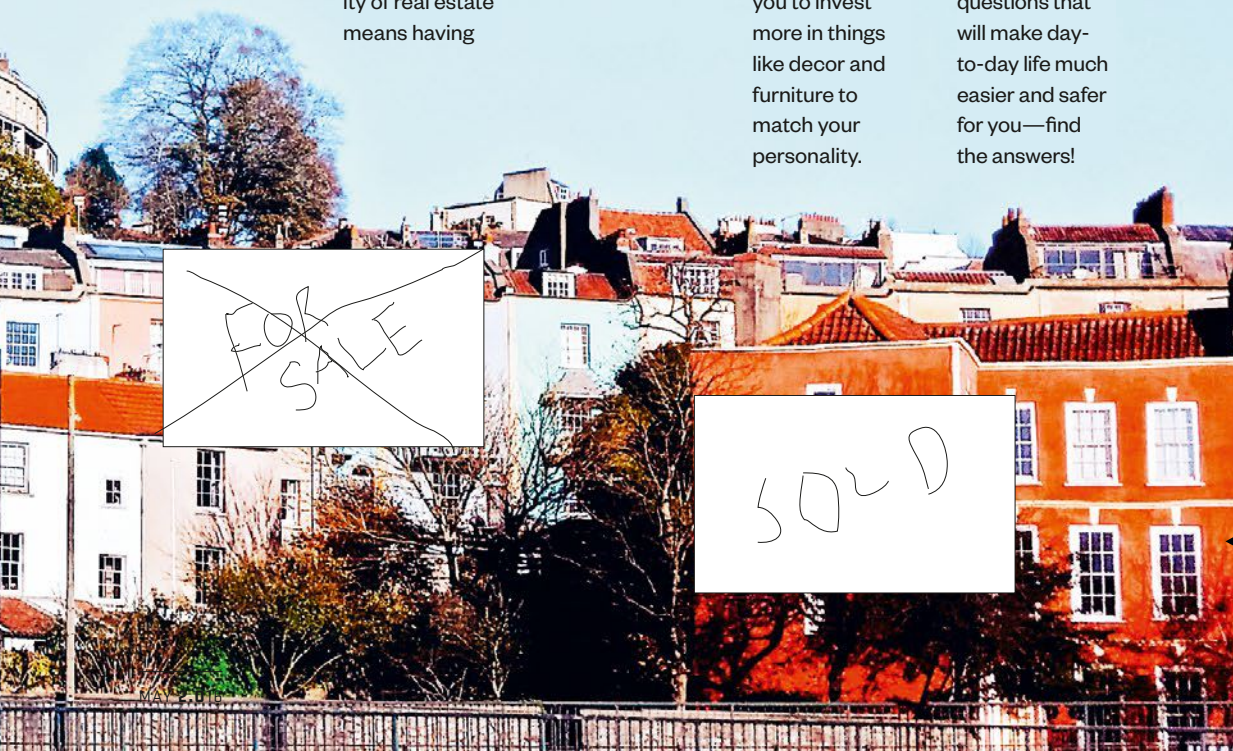 ity of real estate
means having
you to invest
more in things
like decor and
furniture to
match your
personality.
questions that
will make day-
to-day life much
easier and safer
for you—find
the answers!
FOR
SALE
SOLD
MAY 2016